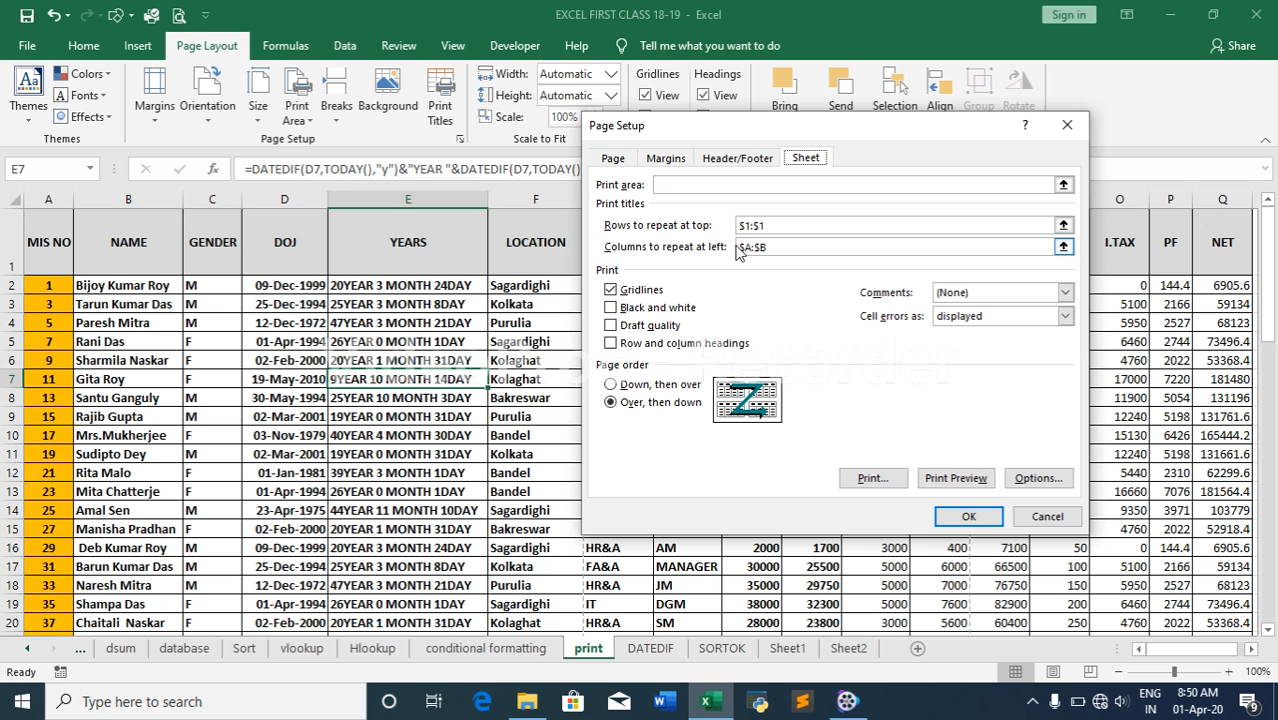 EXCEL FIRST CLASS 18-19 - Excel
Sign in
File Home Insert Page Layout Formulas Data Review View Developer Help Tell me what you want to do Share
Themes
Colors
Fonts
Effects
Margins Orientation Size Print Area Breaks Background Print Titles
Width: Automatic
Height: Automatic
Scale: 100%
Gridlines
View
Headings
View
Bring Send Selection Align Group Rotate
Themes Page Setup Scale to Fit
E7 =DATEDIF(D7,TODAY(),"y")&"YEAR "&DATEDIF(D7,TODAY()
Page Setup
Page Margins Header/Footer Sheet
Print area:
Print titles
Rows to repeat at top: $1:$1
Columns to repeat at left: $A:$B
Print
Gridlines
Black and white
Draft quality
Row and column headings
Comments: (None)
Cell errors as: displayed
Page order
Down, then over
Over, then down
Print... Print Preview Options...
OK Cancel
A B C D E F O P Q
1 MIS NO NAME GENDER DOJ YEARS LOCATION I.TAX PF NET
2 1 Bijoy Kumar Roy M 09-Dec-1999 20YEAR 3 MONTH 24DAY Sagardighi 0 144.4 6905.6
3 3 Tarun Kumar Das M 25-Dec-1994 25YEAR 3 MONTH 8DAY Kolkata 5100 2166 59134
4 5 Paresh Mitra M 12-Dec-1972 47YEAR 3 MONTH 21DAY Purulia 5950 2527 68123
5 7 Rani Das F 01-Apr-1994 26YEAR 0 MONTH 1DAY Sagardighi 6460 2744 73496.4
6 9 Sharmila Naskar F 02-Feb-2000 20YEAR 1 MONTH 31DAY Kolaghat 4760 2022 53368.4
7 11 Gita Roy F 19-May-2010 9YEAR 10 MONTH 14DAY Kolaghat 17000 7220 181480
8 13 Santu Ganguly M 30-May-1994 25YEAR 10 MONTH 3DAY Bakreswar 11900 5054 131196
9 15 Rajib Gupta M 02-Mar-2001 19YEAR 0 MONTH 31DAY Purulia 12240 5198 131761.6
10 17 Mrs.Mukherjee F 03-Nov-1979 40YEAR 4 MONTH 30DAY Bandel 15130 6426 165444.2
11 19 Sudipto Dey M 02-Mar-2001 19YEAR 0 MONTH 31DAY Kolkata 4760 2022 51660.4
12 21 Rita Malo F 01-Jan-1981 39YEAR 3 MONTH 1DAY Bandel 5440 2310 62299.6
13 23 Mita Chatterje F 01-Apr-1994 26YEAR 0 MONTH 1DAY Bandel 16660 7076 181564.4
14 25 Amal Sen M 23-Apr-1975 44YEAR 11 MONTH 10DAY Sagardighi 9350 3971 103779
15 27 Manisha Pradhan F 02-Feb-2000 20YEAR 1 MONTH 31DAY Bakreswar 4760 2022 52918.4
16 29 Deb Kumar Roy M 09-Dec-1999 20YEAR 3 MONTH 24DAY Sagardighi HR&A AM 2000 1700 3000 400 7100 50 0 144.4 6905.6
17 31 Barun Kumar Das M 25-Dec-1994 25YEAR 3 MONTH 8DAY Kolkata FA&A MANAGER 30000 25500 5000 6000 66500 100 5100 2166 59134
18 33 Naresh Mitra M 12-Dec-1972 47YEAR 3 MONTH 21DAY Purulia HR&A JM 35000 29750 5000 7000 76750 150 5950 2527 68123
19 35 Shampa Das F 01-Apr-1994 26YEAR 0 MONTH 1DAY Sagardighi IT DGM 38000 32300 5000 7600 82900 200 6460 2744 73496.4
20 37 Chaitali Naskar F 02-Feb-2000 20YEAR 1 MONTH 31DAY Kolaghat HR&A SM 28000 23800 3000 5600 60400 250 4760 2022 53368.4
... dsum database Sort vlookup Hlookup conditional formatting print DATEDIF SORTOK Sheet1 Sheet2
Ready 100%
Type here to search
ENG
IN
8:50 AM
01-Apr-20
9